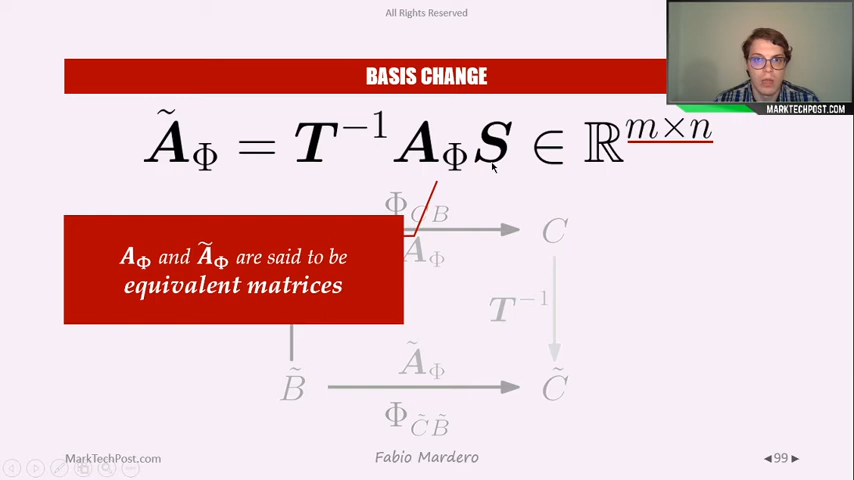 All Rights Reserved
BASIS CHANGE
MARKTECHPOST.COM
Ã_Φ = T⁻¹ A_Φ S ∈ ℝ^{m×n}
Φ_{CB}
C
A_Φ
A_Φ and Ã_Φ are said to be
equivalent matrices
T⁻¹
Ã_Φ
B̃
C̃
Φ_{C̃B̃}
MarkTechPost.com
Fabio Mardero
◀99▶